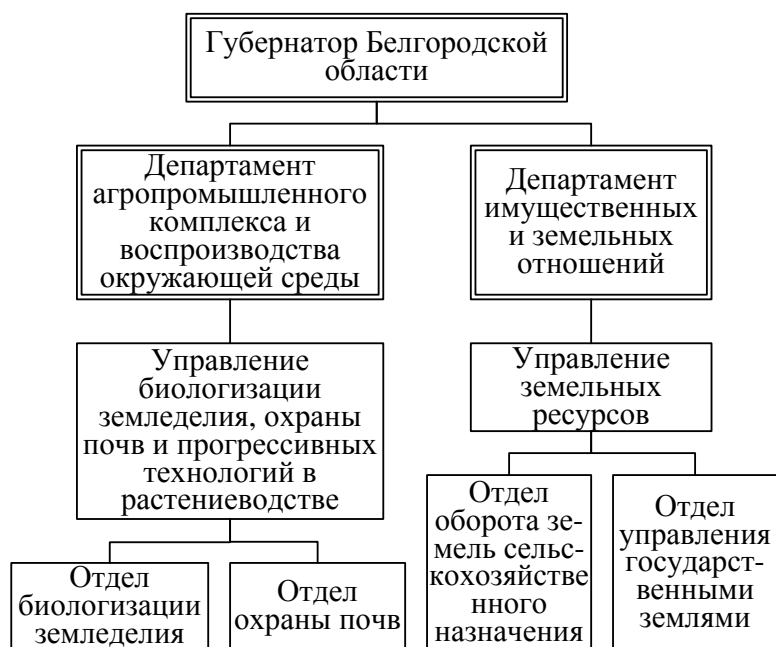 Губернатор Белгородской
области
Департамент
агропромышленного
комплекса и
воспроизводства
окружающей среды
Департамент
имущественных
и земельных
отношений
Управление
биологизации
земледелия, охраны
почв и прогрессивных
технологий в
растениеводстве
Управление
земельных
ресурсов
Отдел
биологизации
земледелия
Отдел
охраны почв
Отдел
оборота зе-
мель сельс-
кохозяйстве
нного
назначения
Отдел
управления
государст-
венными
землями